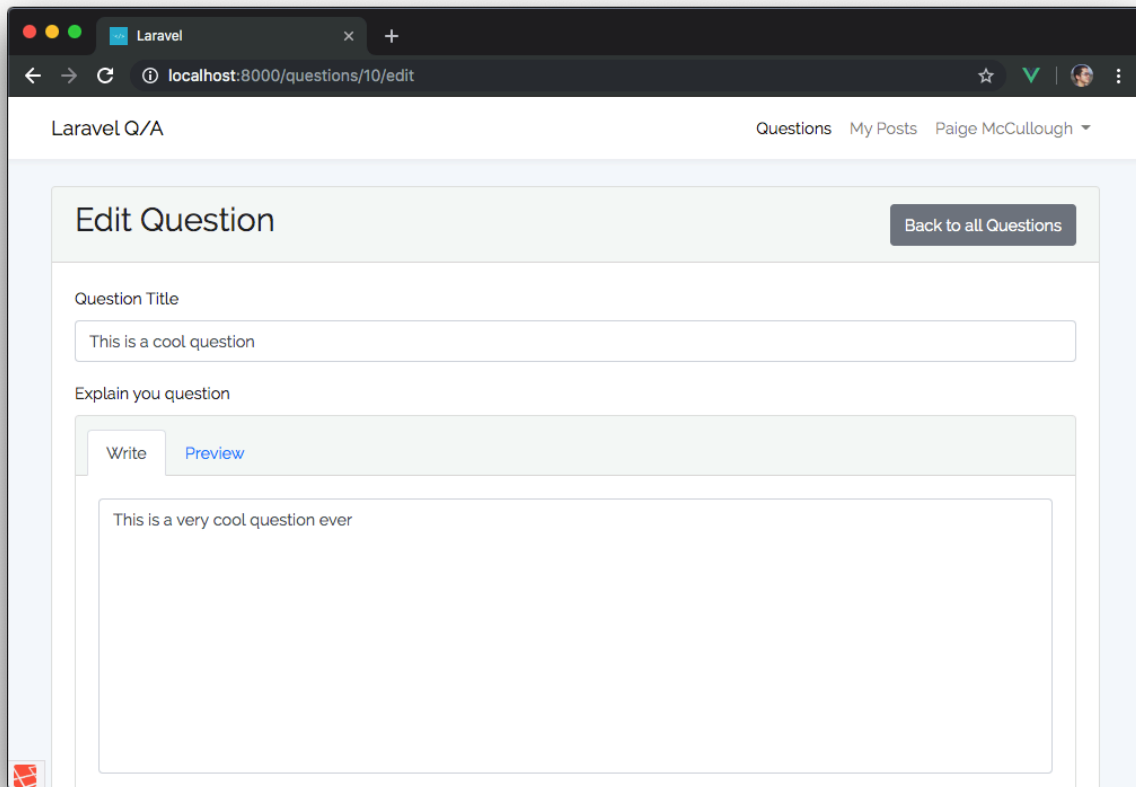 Laravel
localhost:8000/questions/10/edit
Laravel Q/A
Questions My Posts Paige McCullough
Edit Question
Back to all Questions
Question Title
This is a cool question
Explain you question
Write Preview
This is a very cool question ever